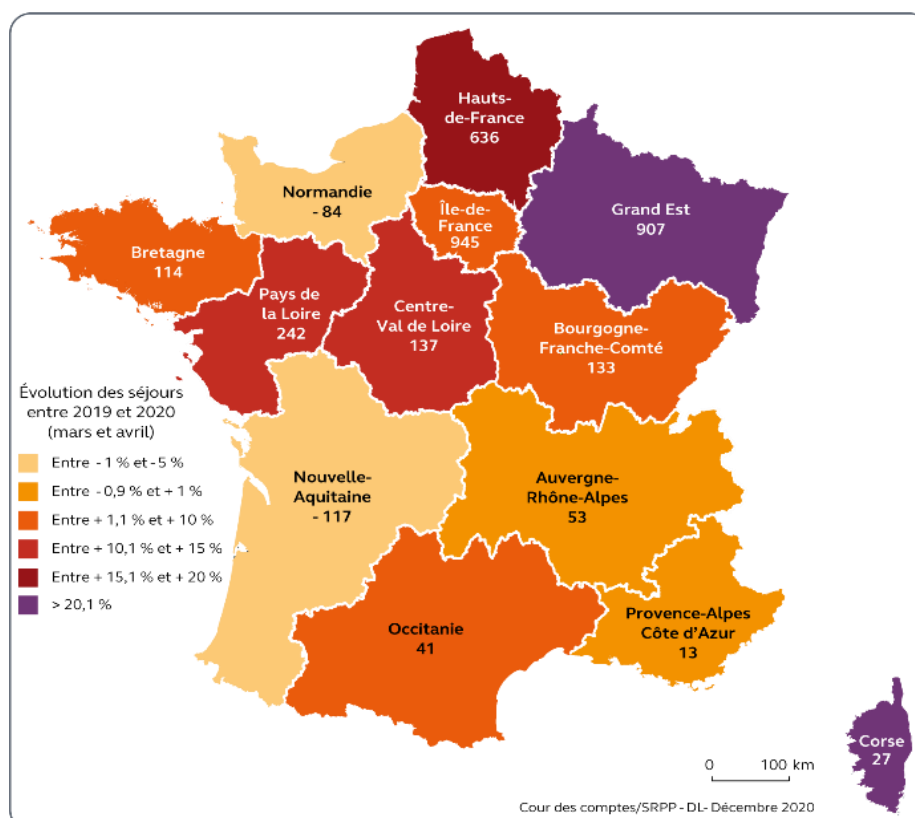 Hauts-
de-France
636
Normandie
- 84
Île-de-
France
945
Grand Est
907
Bretagne
114
Pays de
la Loire
242
Centre-
Val de Loire
137
Bourgogne-
Franche-Comté
133
Évolution des séjours
entre 2019 et 2020
(mars et avril)
Entre - 1 % et - 5 %
Entre - 0,9 % et + 1 %
Entre + 1,1 % et + 10 %
Entre + 10,1 % et + 15 %
Entre + 15,1 % et + 20 %
> 20,1 %
Nouvelle-
Aquitaine
- 117
Auvergne-
Rhône-Alpes
53
Occitanie
41
Provence-Alpes
Côte d'Azur
13
Corse
27
0 100 km
Cour des comptes/SRPP - DL- Décembre 2020